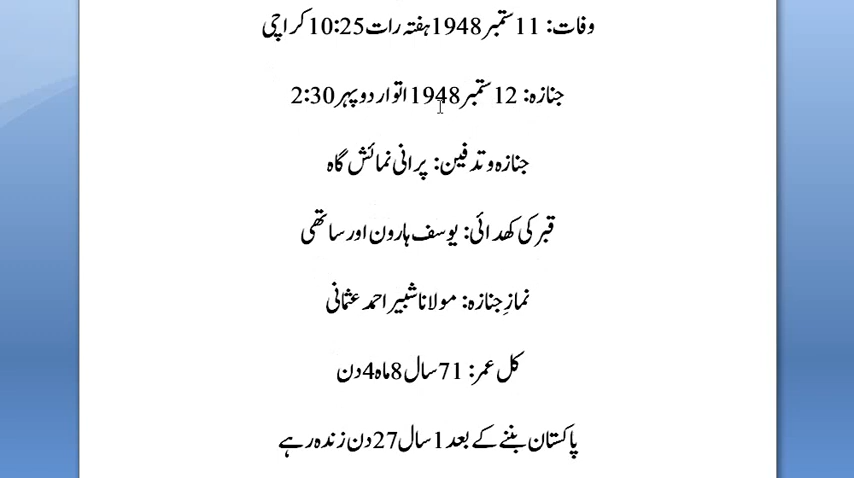 وفات: 11 ستمبر 1948 ہفتہ رات 10:25 کراچی
جنازہ: 12 ستمبر 1948 اتوار دوپہر 2:30
جنازہ و تدفین: پرانی نمائش گاہ
قبر کی کھدائی: یوسف ہارون اور ساتھی
نمازِ جنازہ: مولانا شبیر احمد عثمانی
کل عمر: 71 سال 8 ماہ 4 دن
پاکستان بننے کے بعد 1 سال 27 دن زندہ رہے